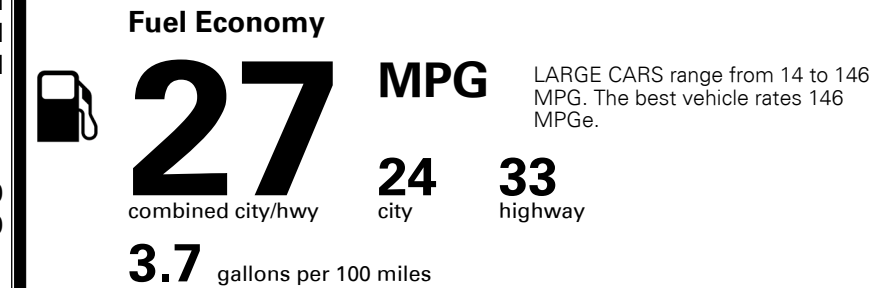 Fuel Economy
27 MPG
LARGE CARS range from 14 to 146
MPG. The best vehicle rates 146
MPGe.
combined city/hwy
24
city
33
highway
3.7 gallons per 100 miles